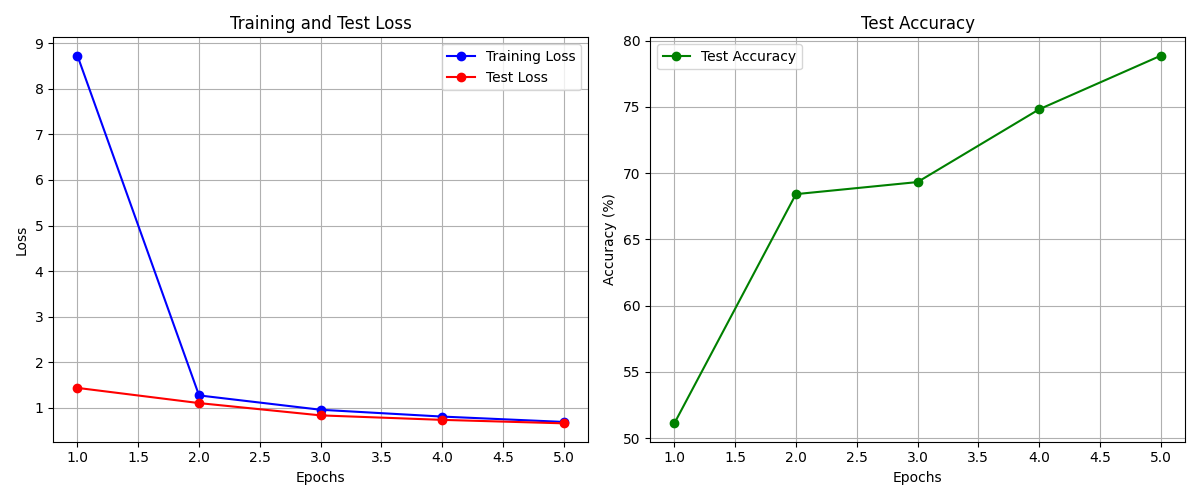 Training and Test Loss
Loss
9
8
7
6
5
4
3
2
1
Training Loss
Test Loss
1.0 1.5 2.0 2.5 3.0 3.5 4.0 4.5 5.0
Epochs
Test Accuracy
Accuracy (%)
80
75
70
65
60
55
50
Test Accuracy
1.0 1.5 2.0 2.5 3.0 3.5 4.0 4.5 5.0
Epochs